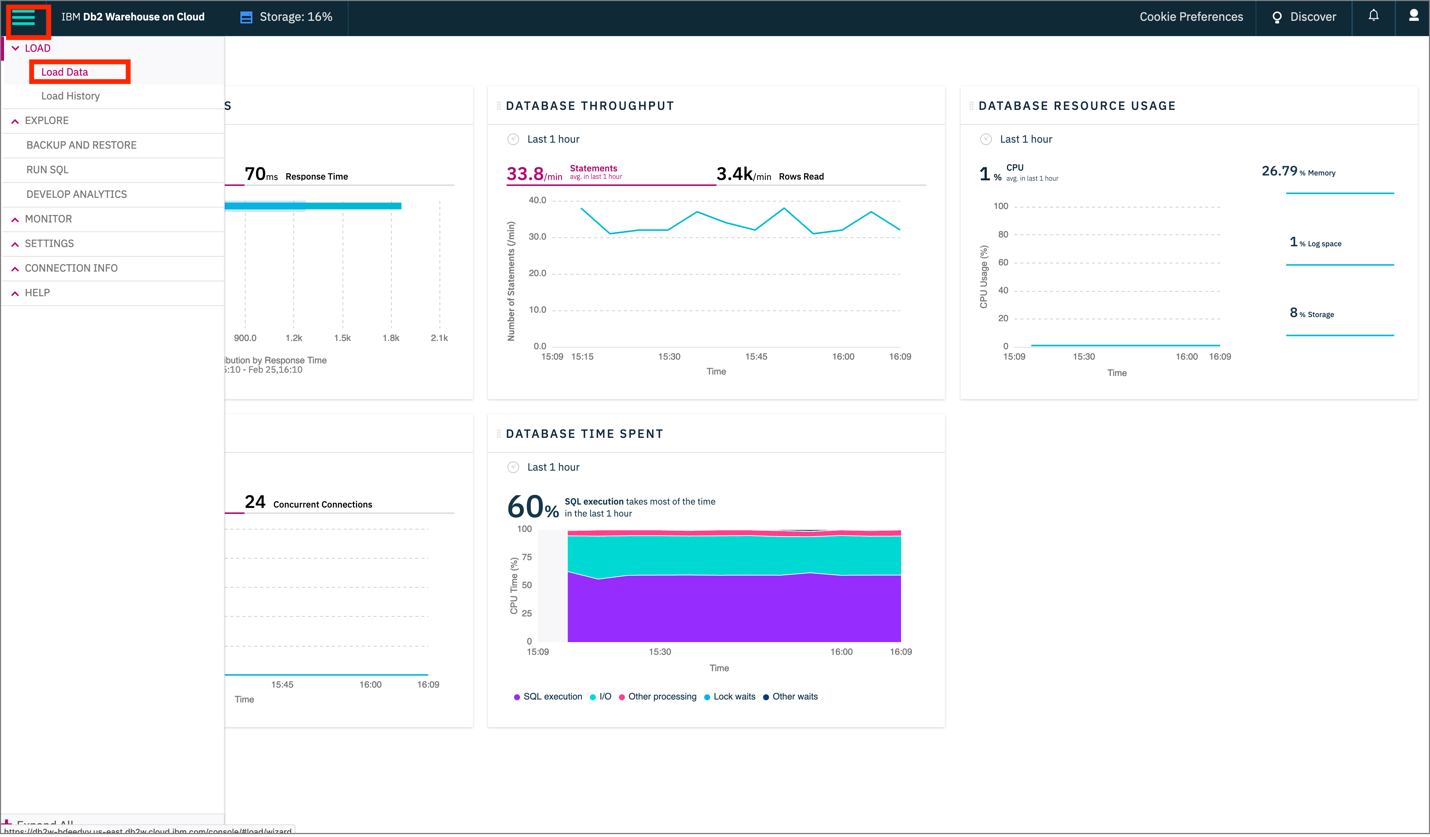 IBM Db2 Warehouse on Cloud
Storage: 16%
Cookie Preferences
Discover
LOAD
Load Data
Load History
EXPLORE
BACKUP AND RESTORE
RUN SQL
DEVELOP ANALYTICS
MONITOR
SETTINGS
CONNECTION INFO
HELP
Expand All
https://db2w-bdeedyy.us-east.db2w.cloud.ibm.com/console/#load/wizard
S
70ms Response Time
900.0 1.2k 1.5k 1.8k 2.1k
ibution by Response Time
5:10 - Feb 25,16:10
DATABASE THROUGHPUT
Last 1 hour
33.8/min Statements
avg. in last 1 hour
3.4k/min Rows Read
Number of Statements (/min)
40.0
30.0
20.0
10.0
0.0
15:09 15:15 15:30 15:45 16:00 16:09
Time
DATABASE RESOURCE USAGE
Last 1 hour
1 % CPU
avg. in last 1 hour
CPU Usage (%)
100
80
60
40
20
0
15:09 15:30 16:00 16:09
Time
26.79 % Memory
1 % Log space
8 % Storage
24 Concurrent Connections
15:45 16:00 16:09
Time
DATABASE TIME SPENT
Last 1 hour
60% SQL execution takes most of the time
in the last 1 hour
CPU Time (%)
100
75
50
25
0
15:09 15:30 16:00 16:09
Time
SQL execution I/O Other processing Lock waits Other waits